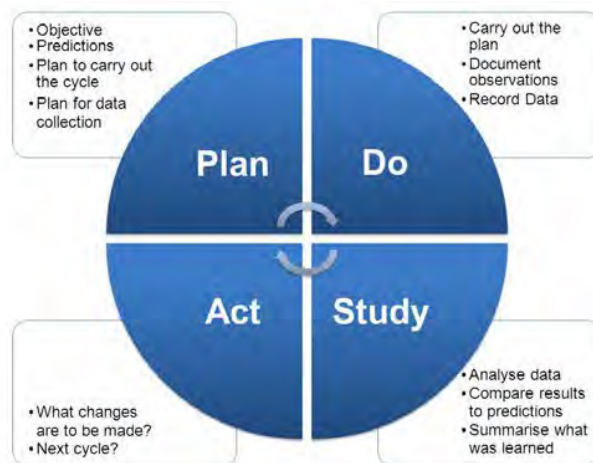 • Objective
• Predictions
• Plan to carry out
the cycle
• Plan for data
collection
Plan
• Carry out the
plan
• Document
observations
• Record Data
Do
Act
• What changes
are to be made?
• Next cycle?
Study
• Analyse data
• Compare results
to predictions
• Summarise what
was learned